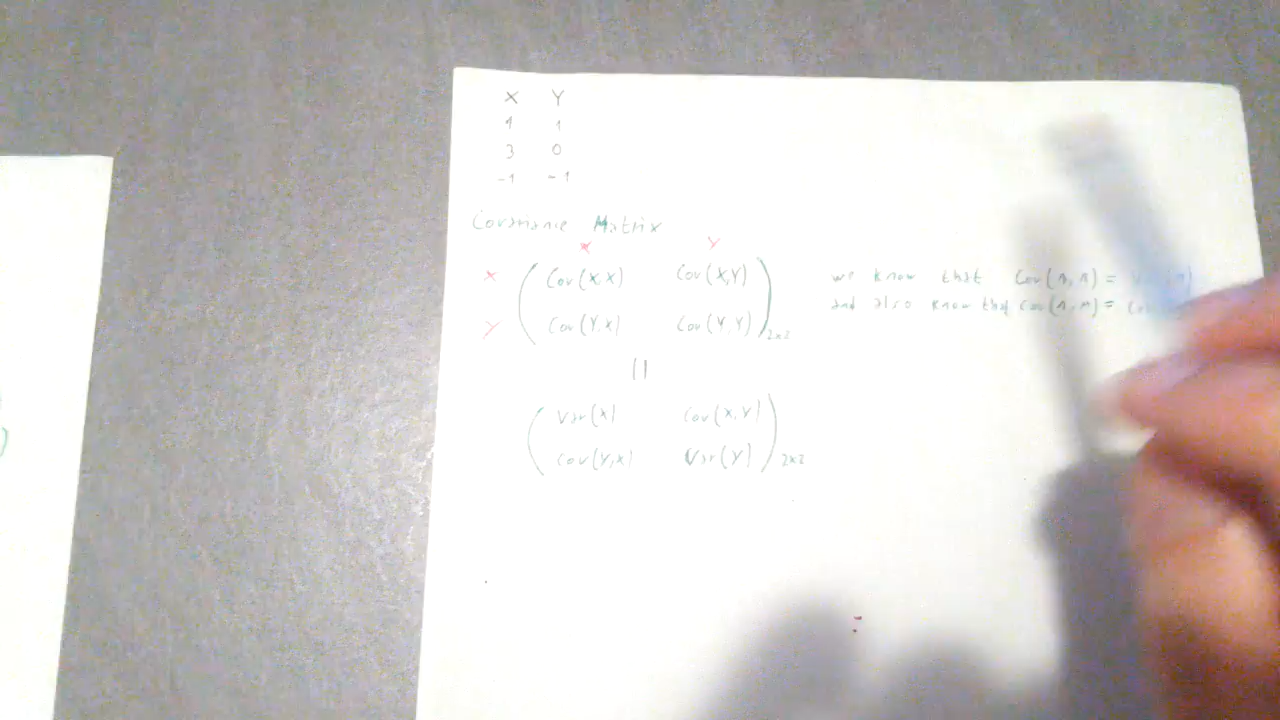 X Y
1 1
3 0
-1 -1
Covariance Matrix
X Y
X ( Cov(X,X) Cov(X,Y) we know that Cov(A,A) =
Y Cov(Y,X) Cov(Y,Y) ) 2x2 and also know that =
||
( Var(X) Cov(X,Y)
Cov(Y,X) Var(Y) ) 2x2